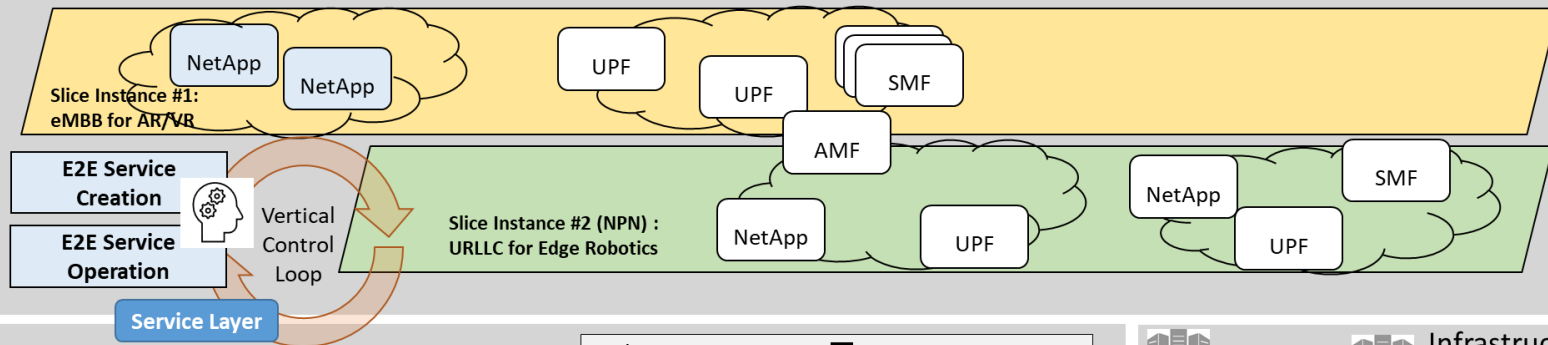 NetApp
NetApp
UPF
UPF
SMF
Slice Instance #1:
eMBB for AR/VR
AMF
E2E Service
Creation
E2E Service
Operation
Vertical
Control
Loop
Slice Instance #2 (NPN) :
URLLC for Edge Robotics
NetApp
UPF
NetApp
UPF
SMF
Service Layer